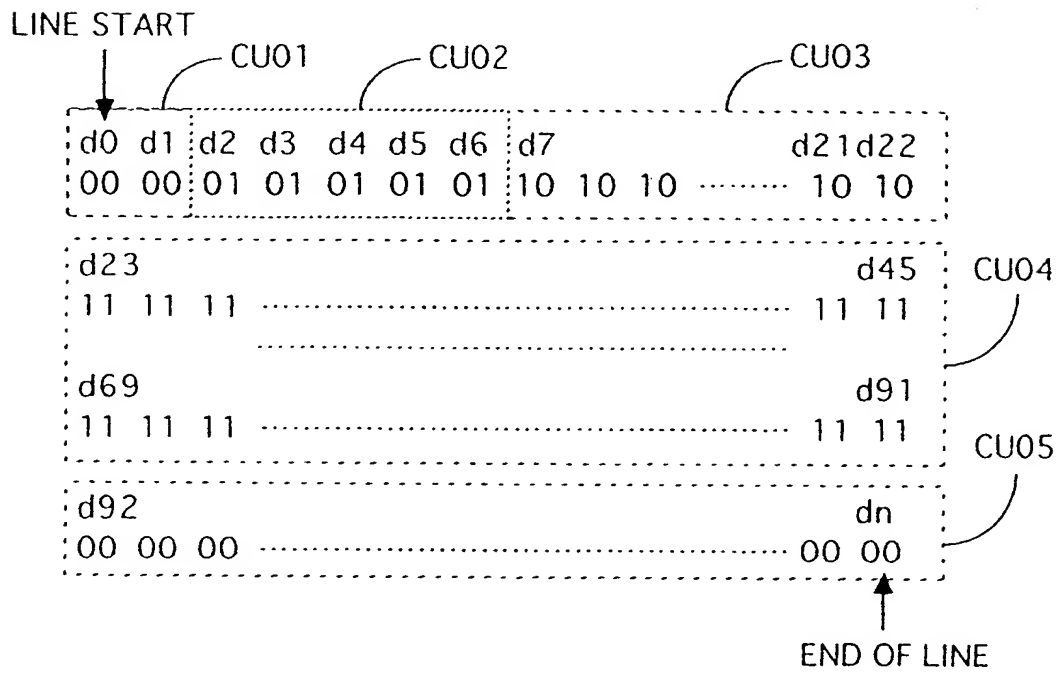 LINE START
CU01 CU02 CU03
d0 d1 d2 d3 d4 d5 d6 d7 d21 d22
00 00 01 01 01 01 01 10 10 10 ········· 10 10
d23 d45 CU04
11 11 11 ········· 11 11
·········
d69 d91
11 11 11 ········· 11 11
CU05
d92 dn
00 00 00 ········· 00 00
END OF LINE